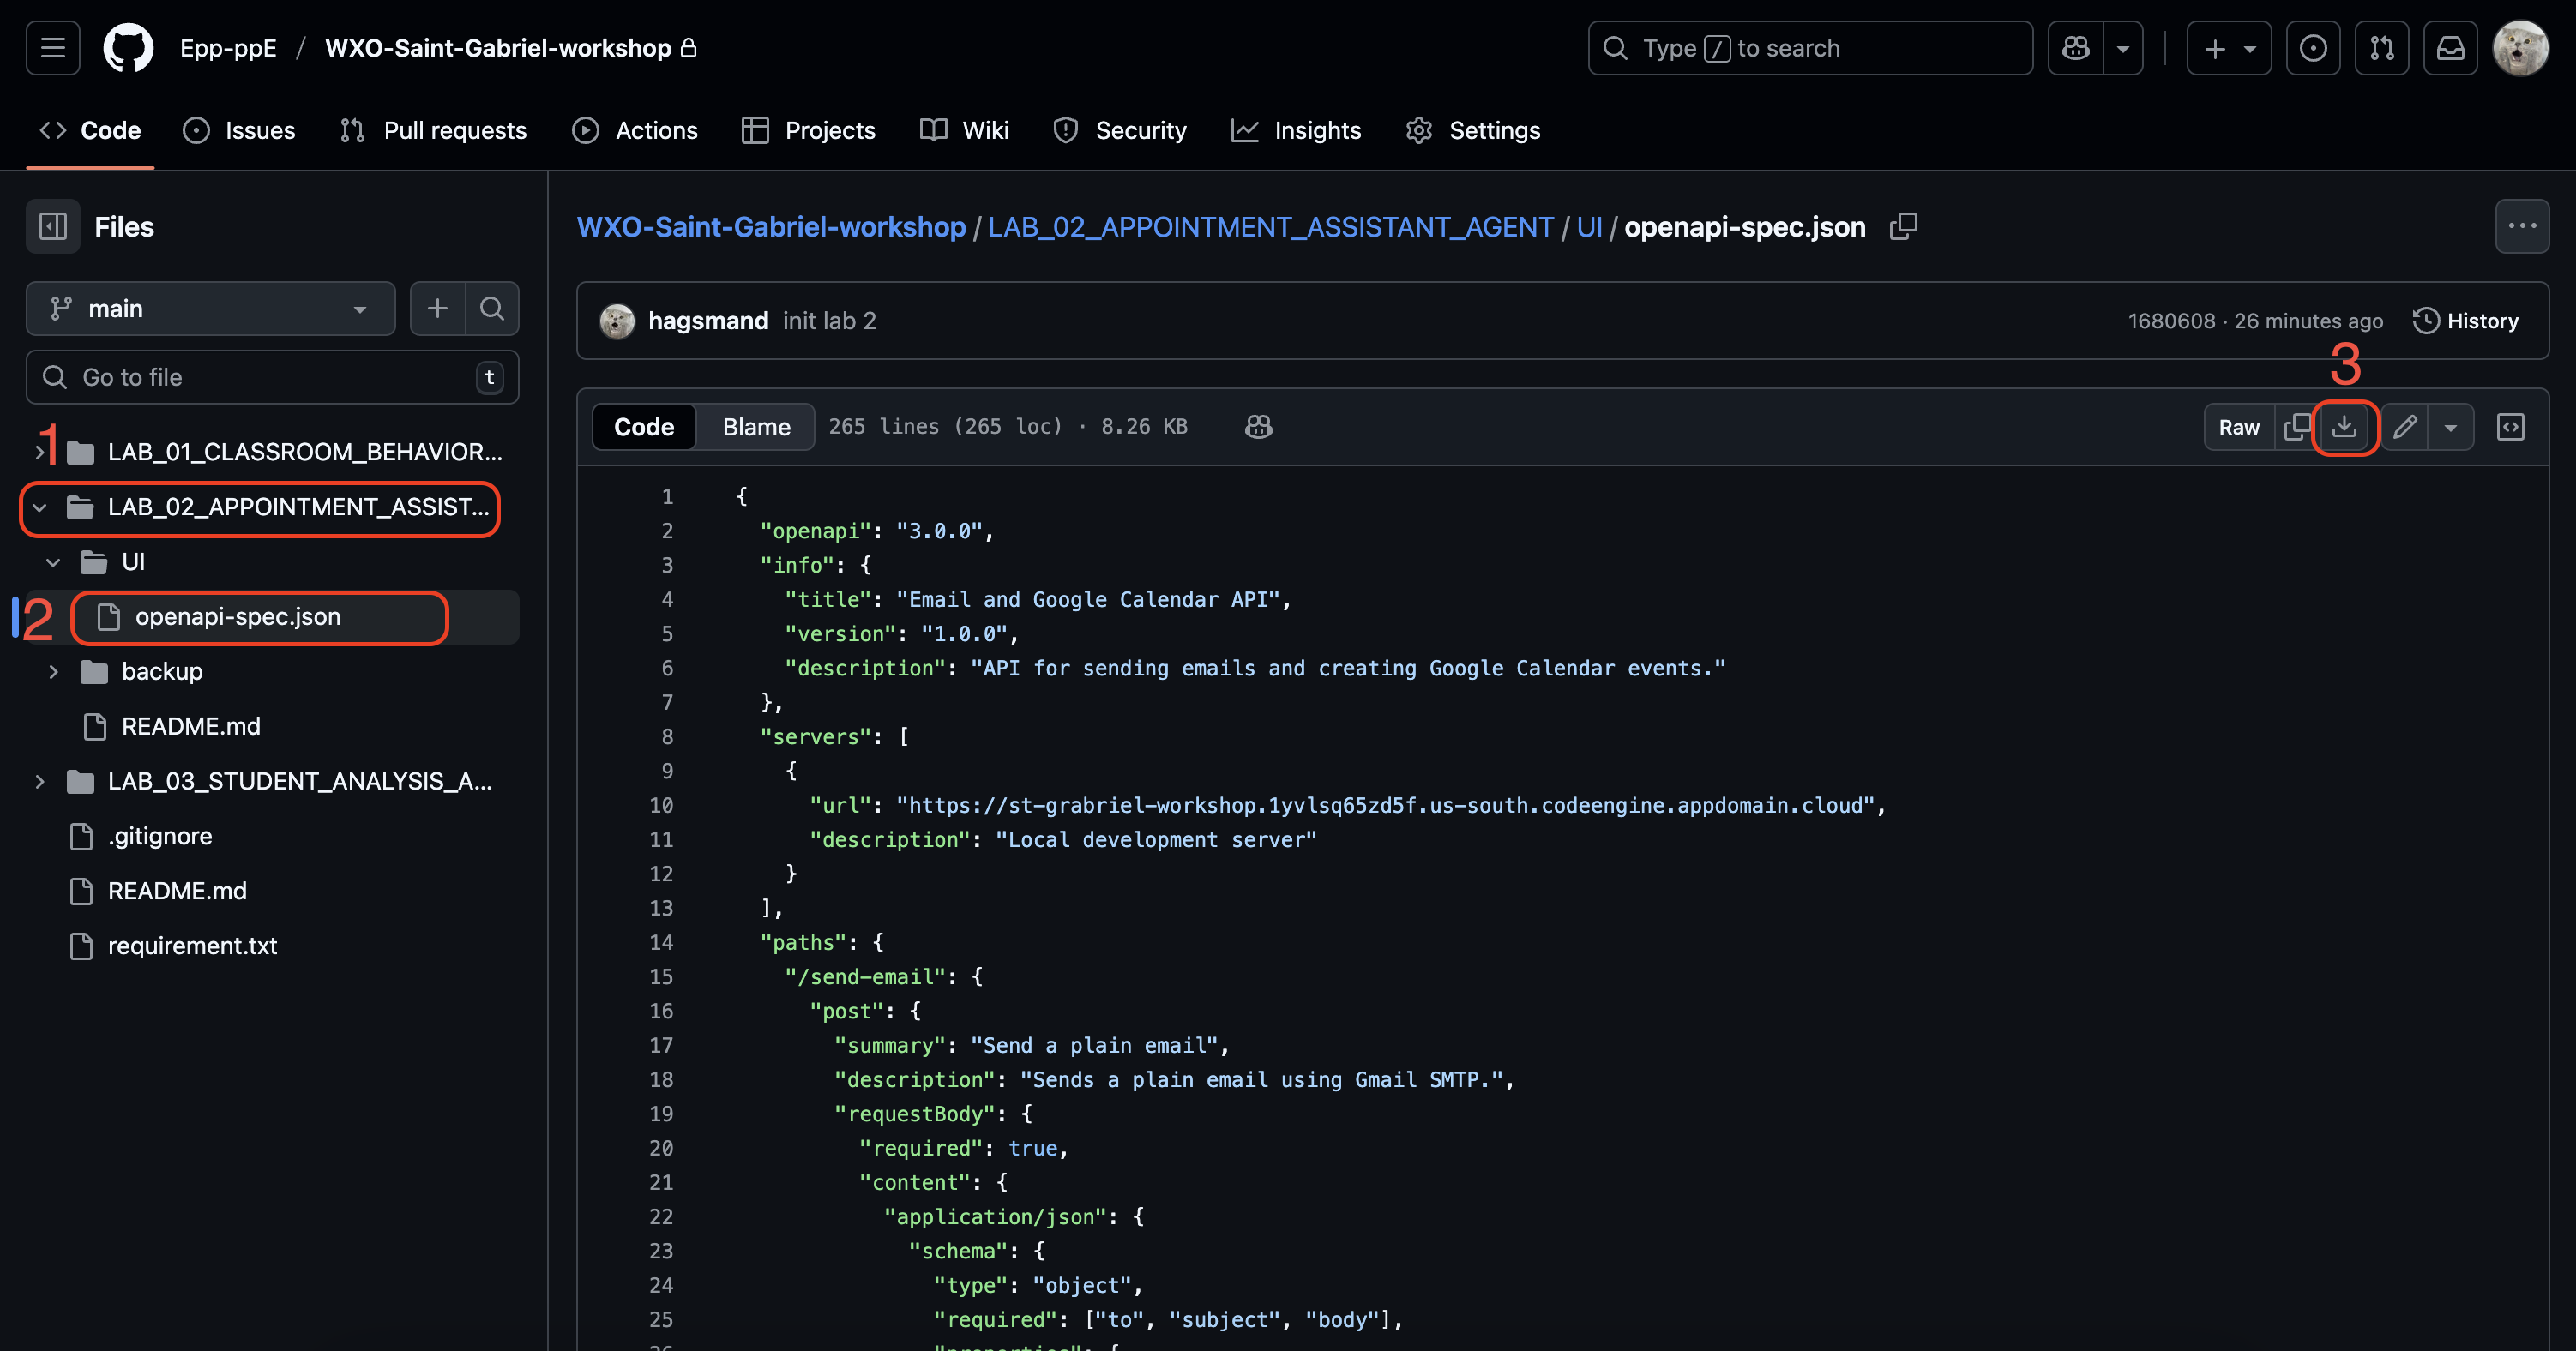 Epp-ppE / WXO-Saint-Gabriel-workshop
Type / to search
Code Issues Pull requests Actions Projects Wiki Security Insights Settings
Files
main
Go to file t
1
LAB_01_CLASSROOM_BEHAVIOR...
LAB_02_APPOINTMENT_ASSIST...
UI
2
openapi-spec.json
backup
README.md
LAB_03_STUDENT_ANALYSIS_A...
.gitignore
README.md
requirement.txt
WXO-Saint-Gabriel-workshop / LAB_02_APPOINTMENT_ASSISTANT_AGENT / UI / openapi-spec.json
hagsmand init lab 2
1680608 · 26 minutes ago History
3
Code Blame 265 lines (265 loc) · 8.26 KB
Raw
1 {
2 "openapi": "3.0.0",
3 "info": {
4 "title": "Email and Google Calendar API",
5 "version": "1.0.0",
6 "description": "API for sending emails and creating Google Calendar events."
7 },
8 "servers": [
9 {
10 "url": "https://st-grabriel-workshop.1yvlsq65zd5f.us-south.codeengine.appdomain.cloud",
11 "description": "Local development server"
12 }
13 ],
14 "paths": {
15 "/send-email": {
16 "post": {
17 "summary": "Send a plain email",
18 "description": "Sends a plain email using Gmail SMTP.",
19 "requestBody": {
20 "required": true,
21 "content": {
22 "application/json": {
23 "schema": {
24 "type": "object",
25 "required": ["to", "subject", "body"],
26 "properties": {